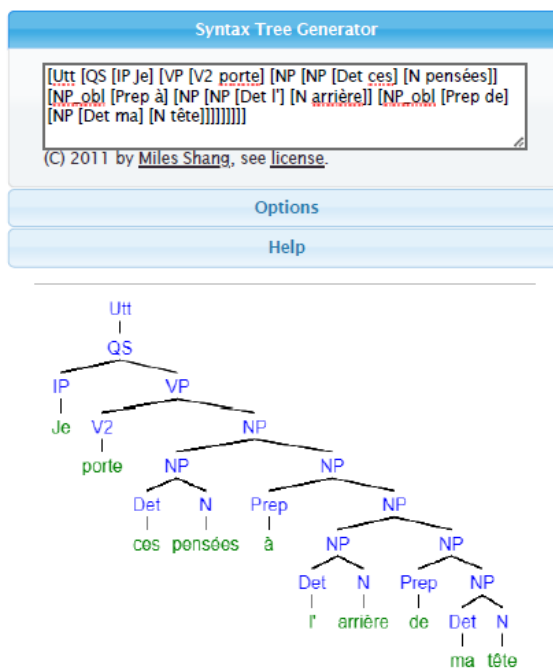 Syntax Tree Generator
[Utt [QS [IP Je] [VP [V2 porte] [NP [NP [Det ces] [N pensées]]
[NP_obl [Prep à] [NP [NP [Det l'] [N arrière]] [NP_obl [Prep de]
[NP [Det ma] [N tête]]]]]]]]]
(C) 2011 by Miles Shang, see license.
Options
Help
Utt
QS
IP VP
Je V2 NP
porte NP NP
Det N Prep NP
ces pensées à NP NP
Det N Prep NP
l' arrière de Det N
ma tête